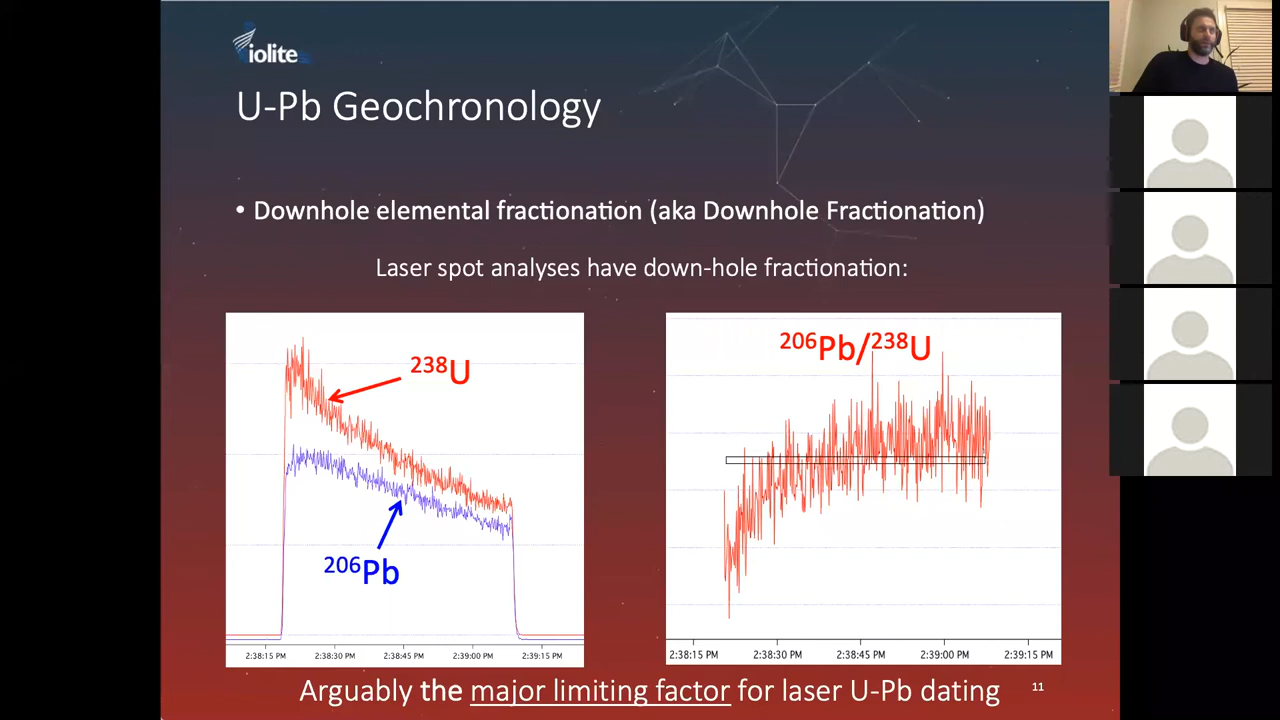 iolite
U-Pb Geochronology
• Downhole elemental fractionation (aka Downhole Fractionation)
Laser spot analyses have down-hole fractionation:
²³⁸U
²⁰⁶Pb
2:38:15 PM 2:38:30 PM 2:38:45 PM 2:39:00 PM 2:39:15 PM
²⁰⁶Pb/²³⁸U
2:38:15 PM 2:38:30 PM 2:38:45 PM 2:39:00 PM 2:39:15 PM
Arguably the major limiting factor for laser U-Pb dating
11